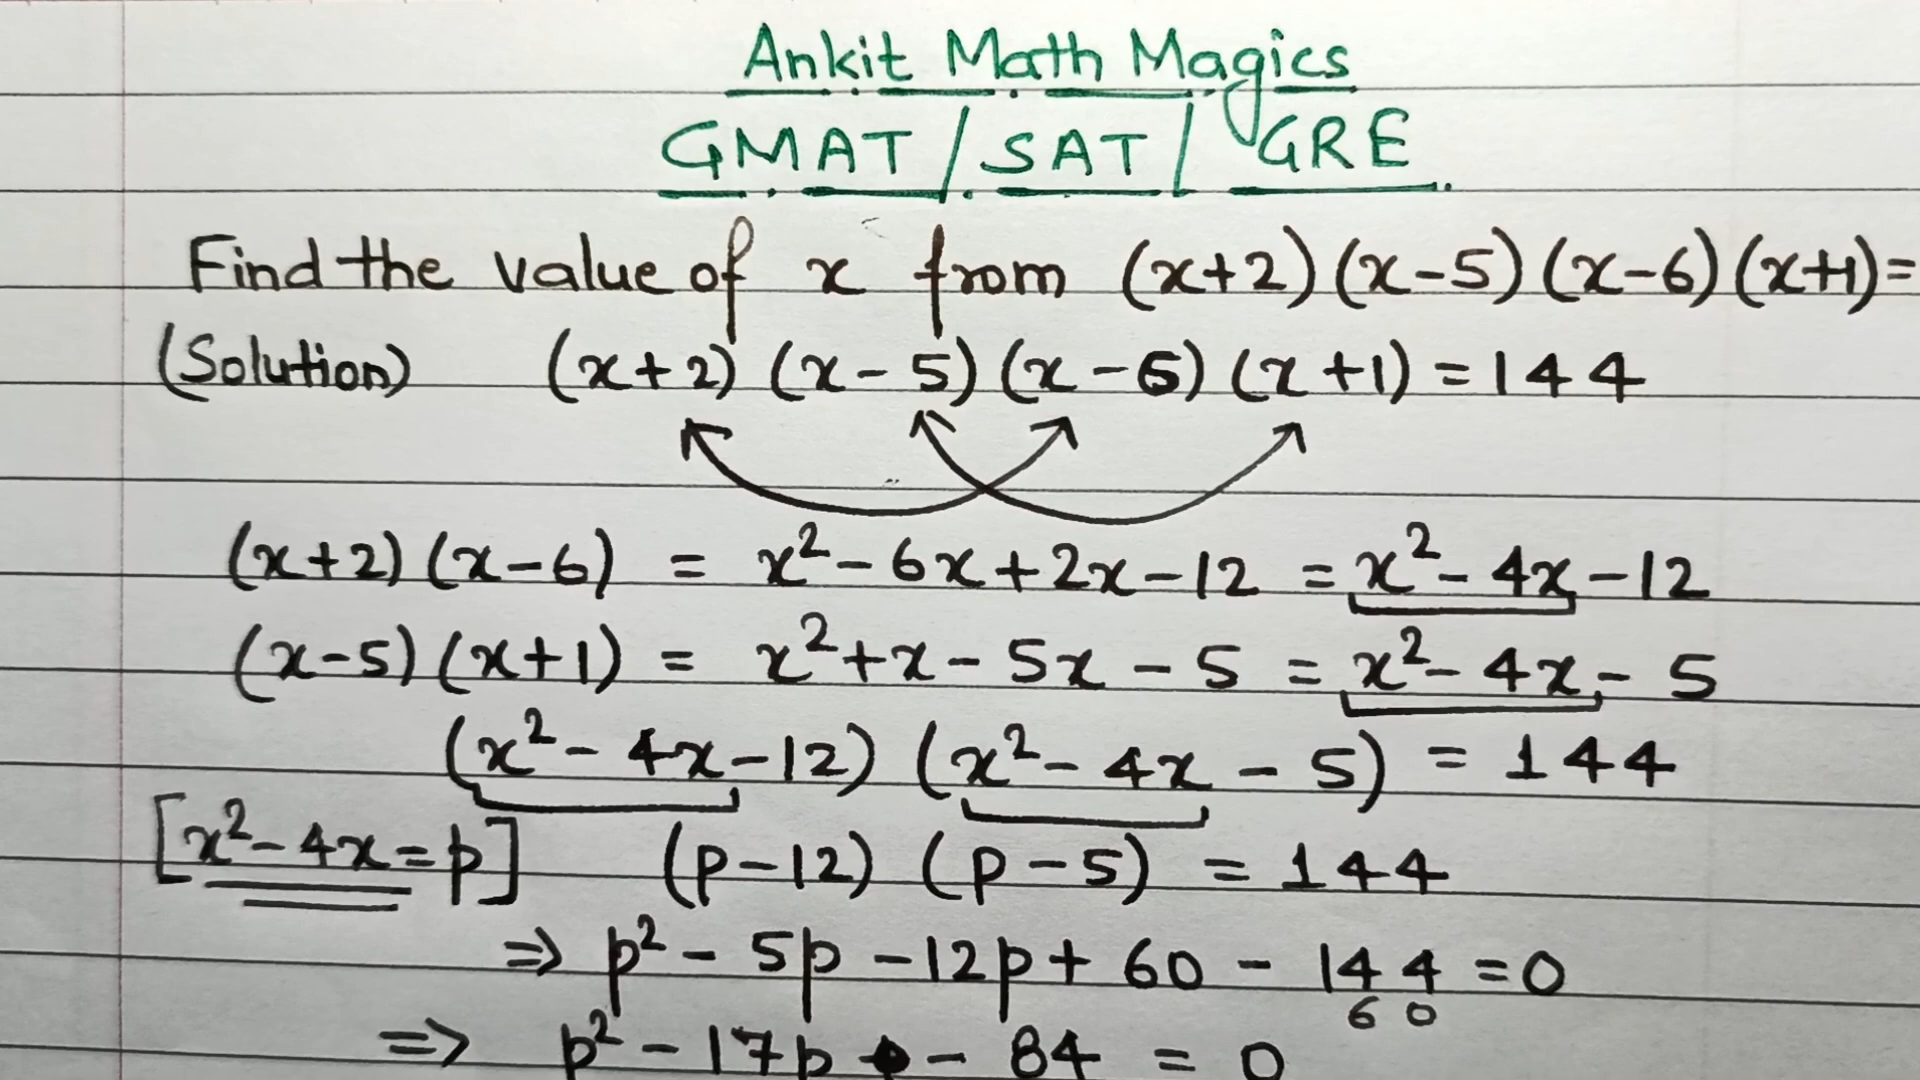 Ankit Math Magics
GMAT/SAT/GRE
Find the value of x from (x+2)(x-5)(x-6)(x+1)=
(Solution) (x+2)(x-5)(x-6)(x+1)=144
(x+2)(x-6) = x²-6x+2x-12 = x²-4x-12
(x-5)(x+1) = x²+x-5x-5 = x²-4x-5
(x²-4x-12)(x²-4x-5) = 144
[x²-4x=p] (p-12)(p-5) = 144
⇒ p²-5p-12p+60-144=0
60
⇒ p²-17p-84=0